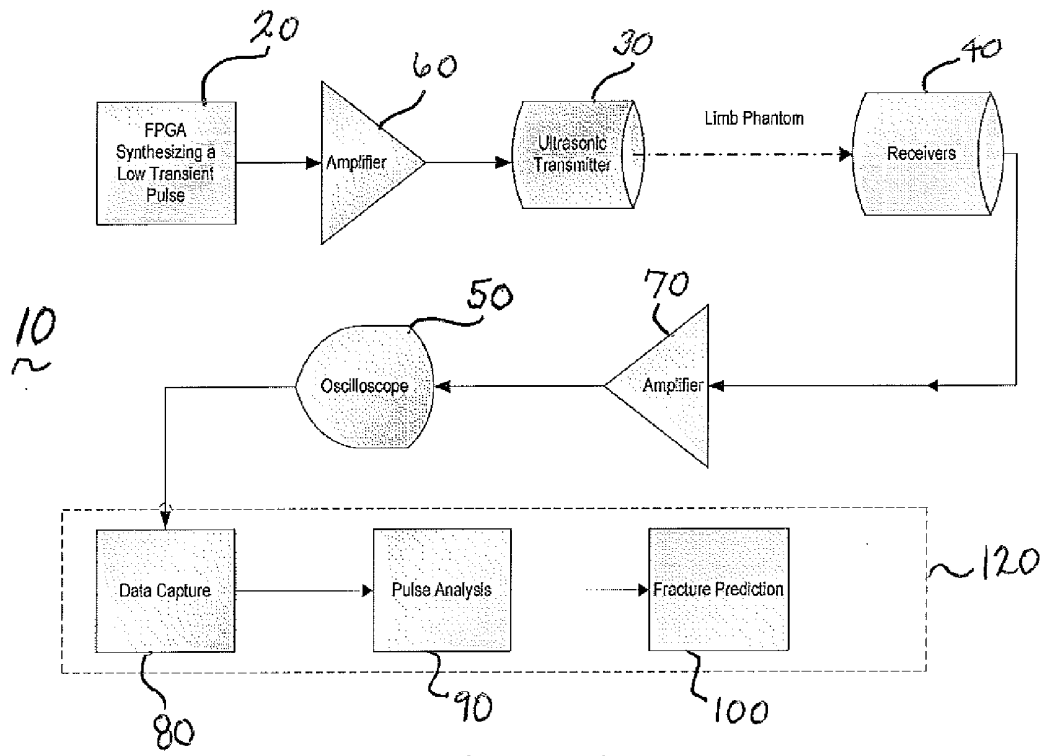 20
60
30
40
FPGA
Synthesizing a
Low Transient
Pulse
Amplifier
Ultrasonic
Transmitter
Limb Phantom
Receivers
10
50
70
Oscilloscope
Amplifier
120
Data Capture
Pulse Analysis
Fracture Prediction
80
90
100